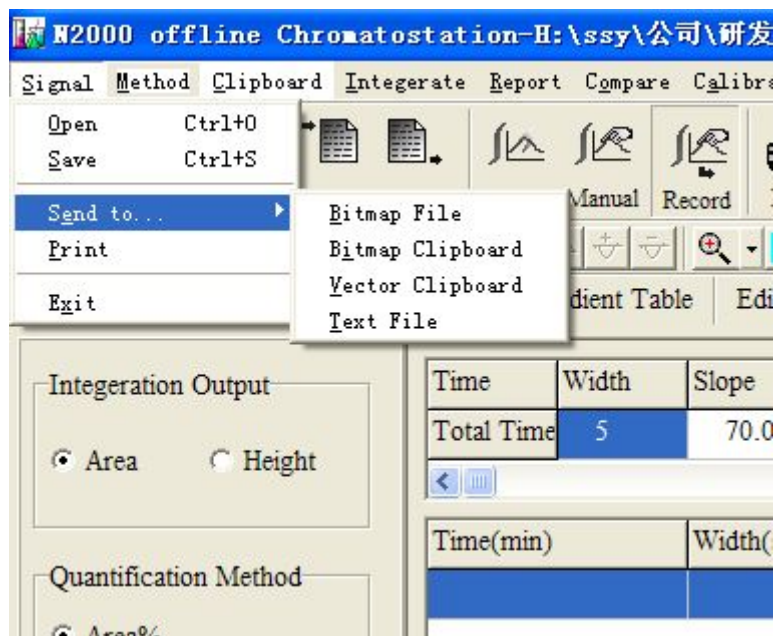 N2000 offline Chromatostation-H:\ssy\公司\研发
Signal Method Clipboard Integerate Report Compare Calibra
Open Ctrl+O
Save Ctrl+S
Send to...
Print
Exit
Bitmap File
Bitmap Clipboard
Vector Clipboard
Text File
Manual Record
dient Table Edi
Integeration Output
Area Height
Quantification Method
Area%
Time Width Slope
Total Time 5 70.0
Time(min) Width(